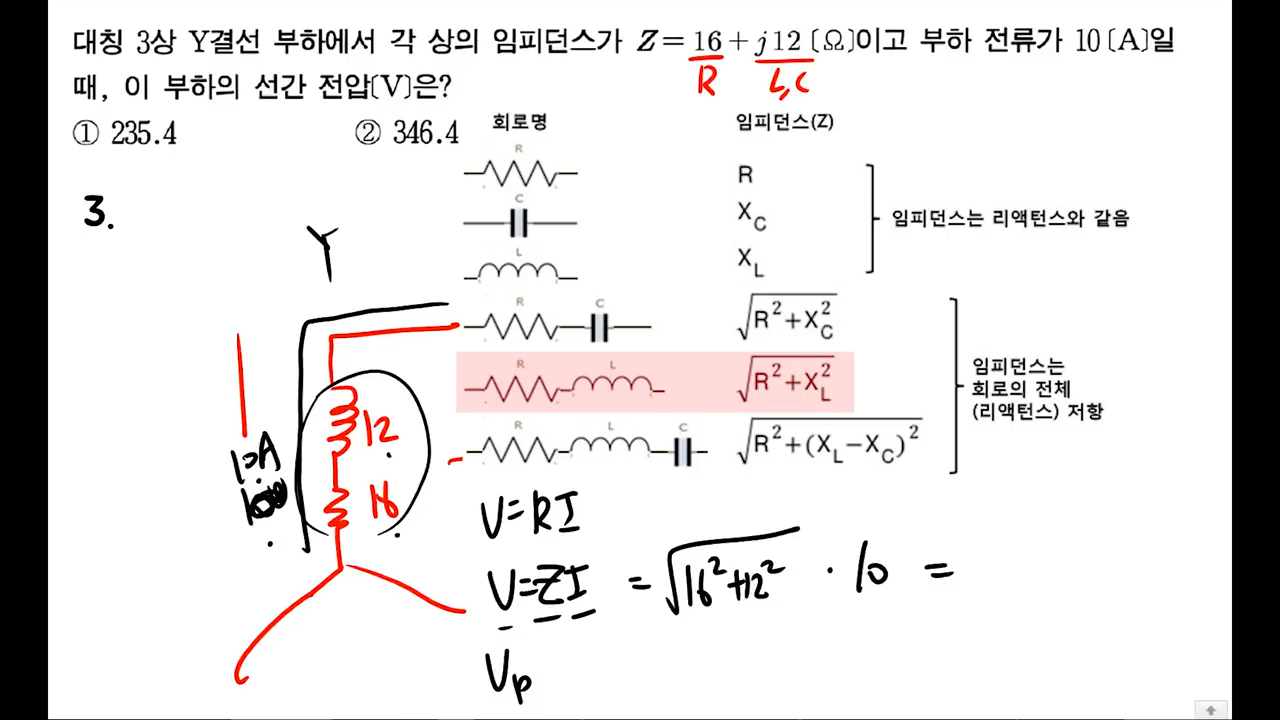 대칭 3상 Y결선 부하에서 각 상의 임피던스가 Z=16+j12[Ω]이고 부하 전류가 10[A]일
때, 이 부하의 선간 전압[V]은?
R L,C
① 235.4 ② 346.4
회로명 임피던스(Z)
R R
C X_C
L X_L
임피던스는 리액턴스와 같음
R C √(R²+X_C²)
R L √(R²+X_L²)
R L C √(R²+(X_L-X_C)²)
임피던스는
회로의 전체
(리액턴스) 저항
3.
Y
12
16
10A
V=RI
V=ZI = √(16²+12²) · 10 =
Vp